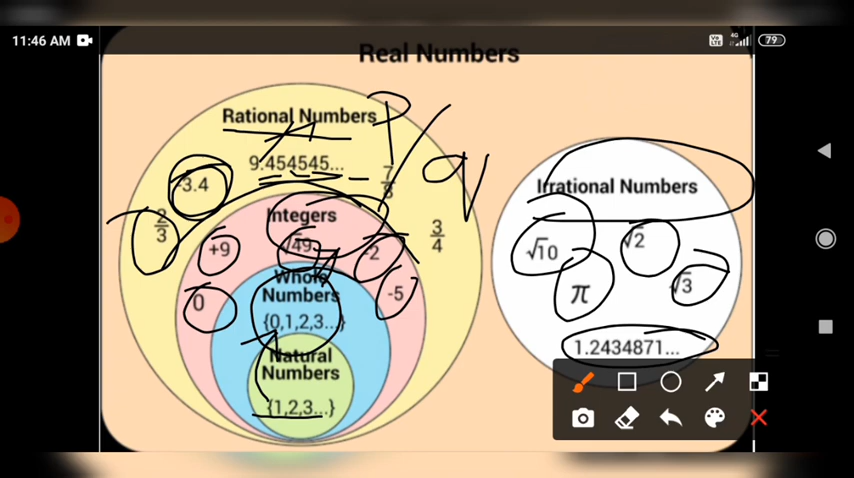 11:46 AM
79
Real Numbers
Rational Numbers
P/q
9.454545...
7/8
-3.4
2/3
3/4
Integers
+9
√49
7
-2
0
-5
Whole
Numbers
{0,1,2,3...}
Natural
Numbers
{1,2,3...}
Irrational Numbers
√10
√2
π
√3
1.2434871...